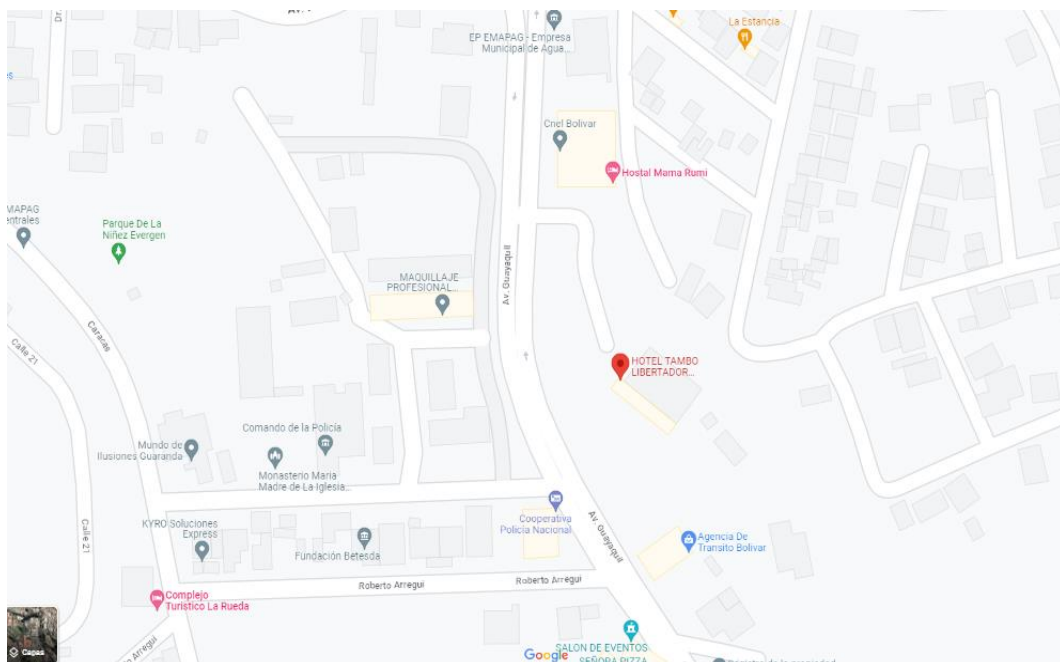 EP EMAPAG - Empresa
Municipal de Agua...
La Estancia
Cnel Bolivar
Hostal Mama Rumi
Parque De La
Niñez Evergen
MAQUILLAJE
PROFESIONAL...
Av. Guayaquil
Caracas
Calle 21
HOTEL TAMBO
LIBERTADOR...
Comando de la Policía
Mundo de
Ilusiones Guaranda
Monasterio Maria
Madre de La Iglesia...
Calle 21
KYRO Soluciones
Express
Cooperativa
Policía Nacional
Av. Guayaquil
Agencia De
Transito Bolivar
Fundación Betesda
Roberto Arregui
Roberto Arregui
Complejo
Turístico La Rueda
Arregui
Capas
Google
SALON DE EVENTOS
SEÑORA PIZZA